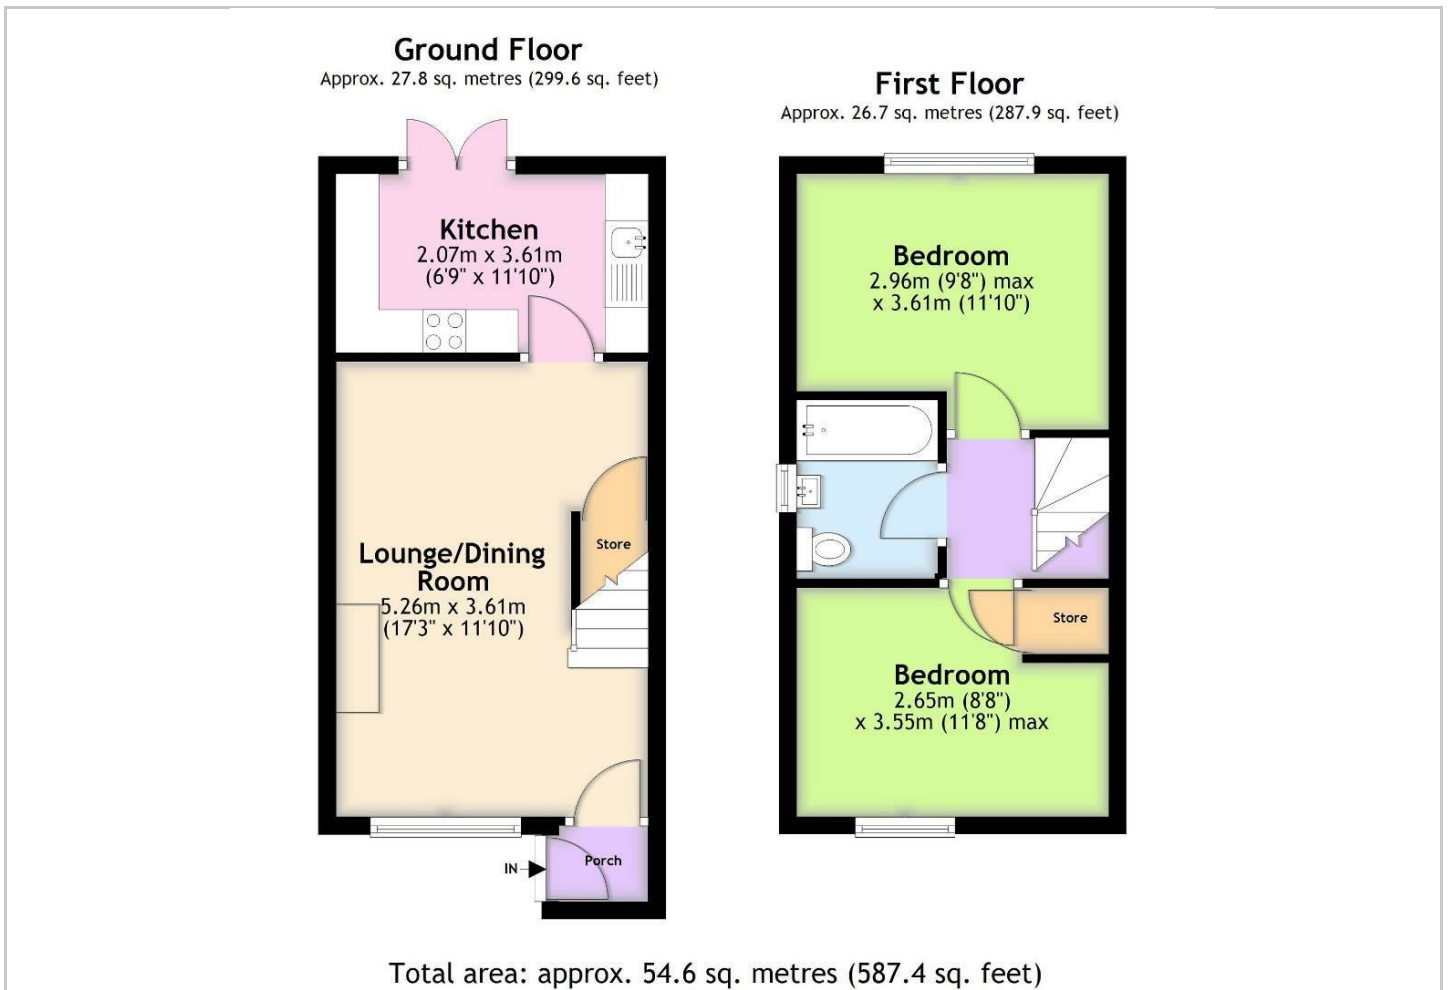 Ground Floor
Approx. 27.8 sq. metres (299.6 sq. feet)
Kitchen
2.07m x 3.61m
(6'9" x 11'10")
Lounge/Dining
Room
5.26m x 3.61m
(17'3" x 11'10")
Store
IN
Porch
First Floor
Approx. 26.7 sq. metres (287.9 sq. feet)
Bedroom
2.96m (9'8") max
x 3.61m (11'10")
Store
Bedroom
2.65m (8'8")
x 3.55m (11'8") max
Total area: approx. 54.6 sq. metres (587.4 sq. feet)